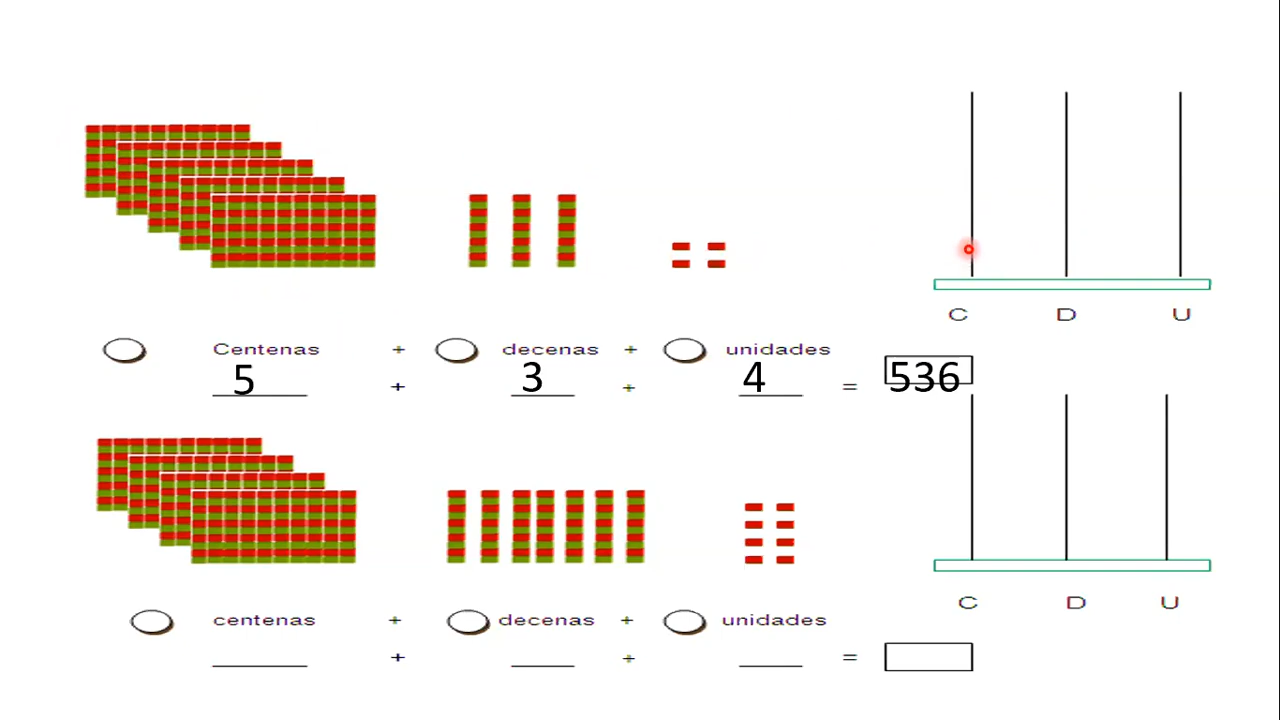 C D U
Centenas + decenas + unidades
5 + 3 + 4 = 536
centenas + decenas + unidades
C D U
+ + =